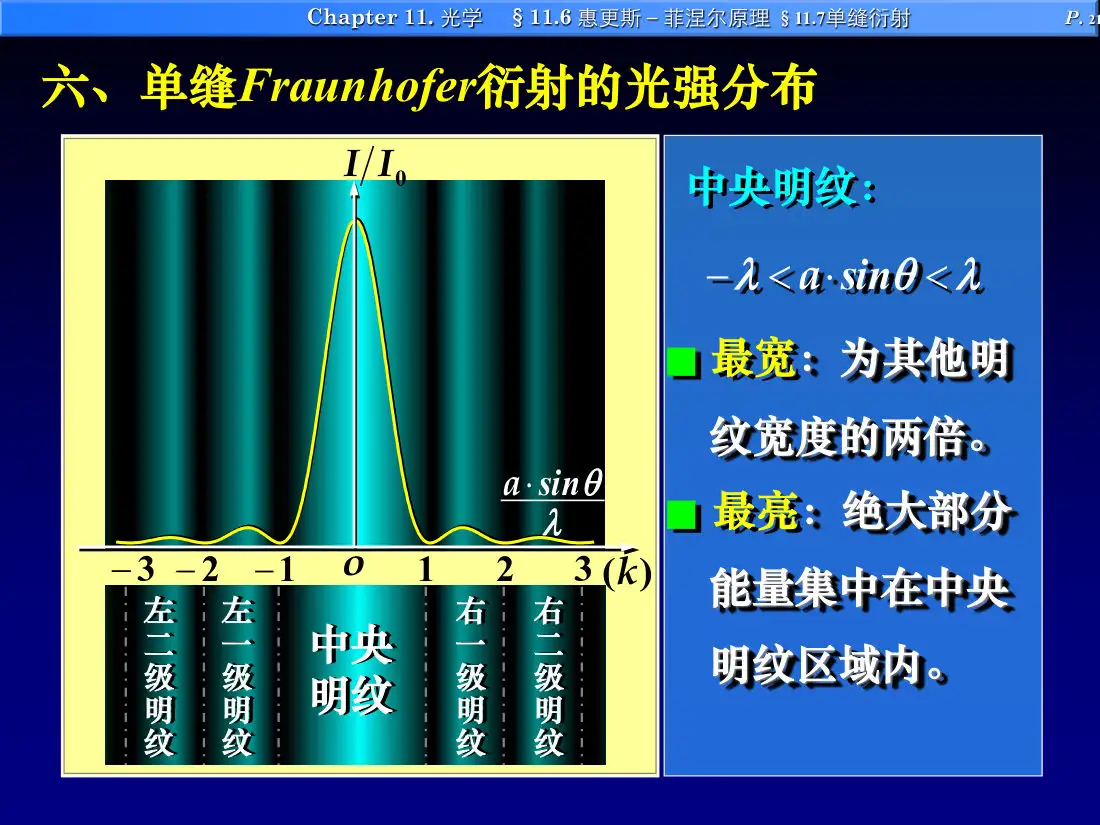 Chapter 11. 光学 §11.6 惠更斯 – 菲涅尔原理 §11.7单缝衍射
P. 21
六、单缝Fraunhofer衍射的光强分布
I/I₀
a·sinθ
λ
–3 –2 –1 o 1 2 3 (k)
左二级明纹
左一级明纹
中央
明纹
右一级明纹
右二级明纹
中央明纹：
–λ < a·sinθ < λ
最宽：为其他明
纹宽度的两倍。
最亮：绝大部分
能量集中在中央
明纹区域内。